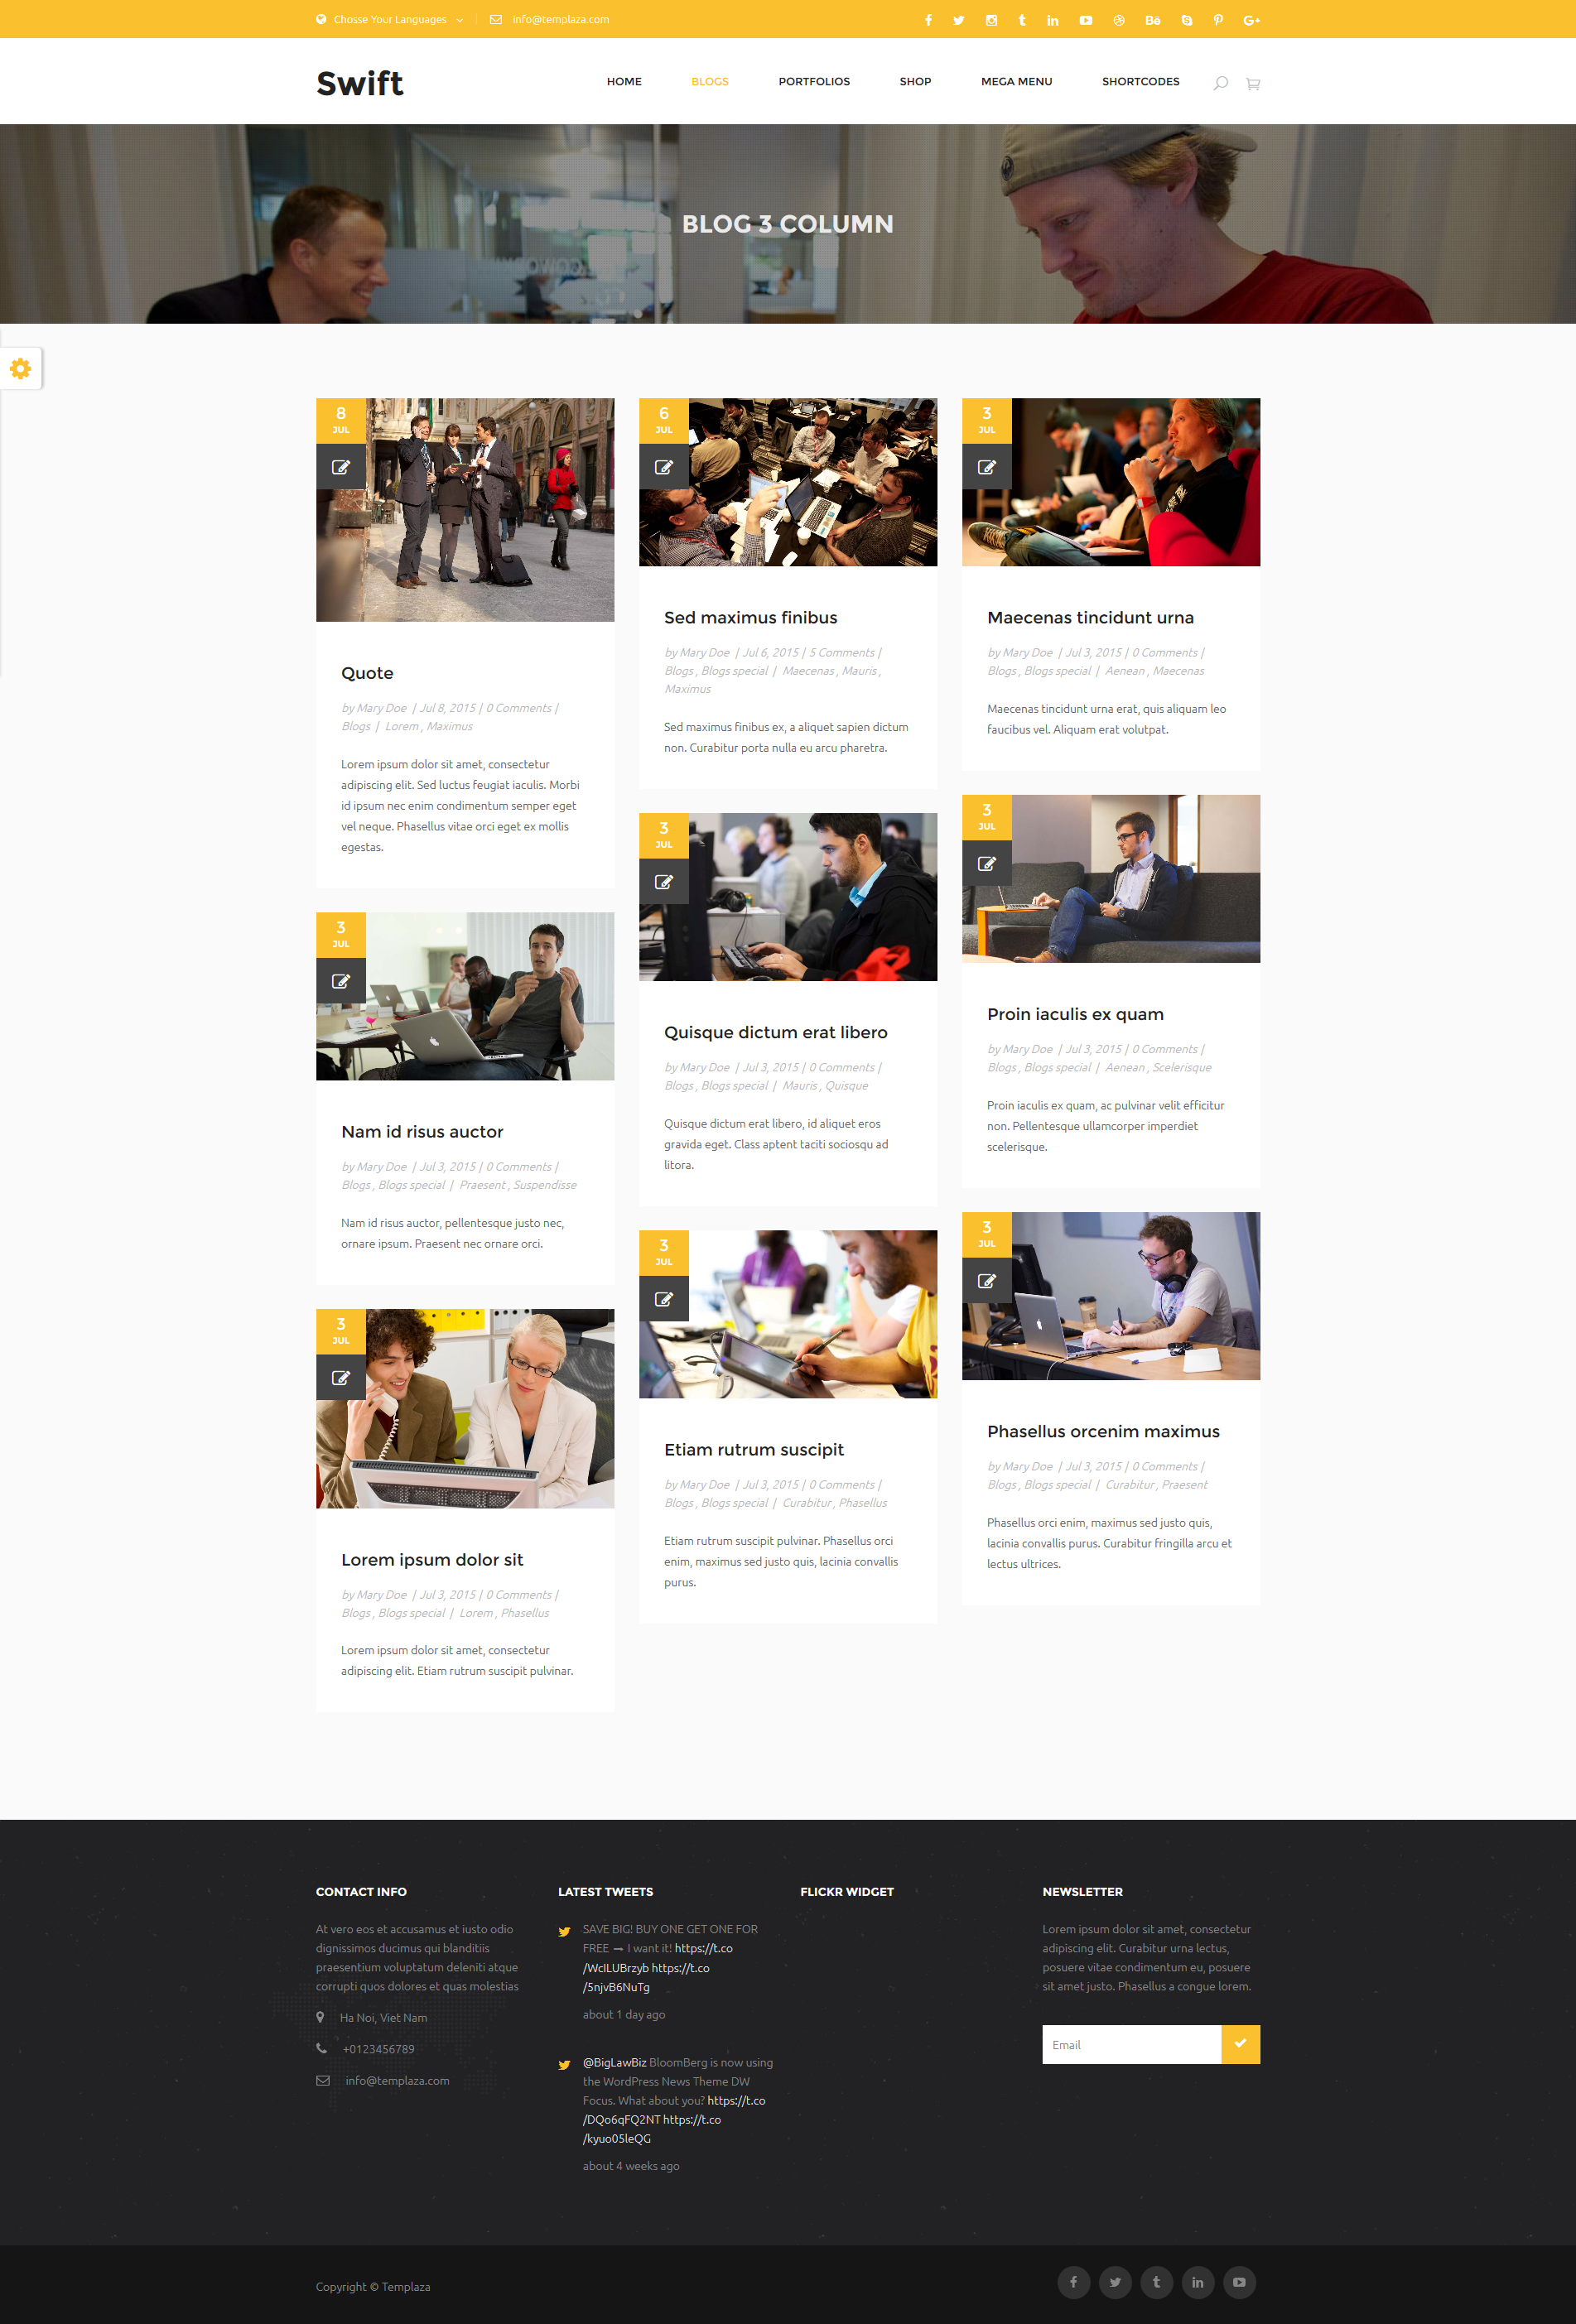 Chosse Your Languages
info@templaza.com
Swift
HOME
BLOGS
PORTFOLIOS
SHOP
MEGA MENU
SHORTCODES
BLOG 3 COLUMN
8
JUL
Quote
by Mary Doe | Jul 8, 2015 | 0 Comments |
Blogs | Lorem , Maximus
Lorem ipsum dolor sit amet, consectetur
adipiscing elit. Sed luctus feugiat iaculis. Morbi
id ipsum nec enim condimentum semper eget
vel neque. Phasellus vitae orci eget ex mollis
egestas.
6
JUL
Sed maximus finibus
by Mary Doe | Jul 6, 2015 | 5 Comments |
Blogs , Blogs special | Maecenas , Mauris ,
Maximus
Sed maximus finibus ex, a aliquet sapien dictum
non. Curabitur porta nulla eu arcu pharetra.
3
JUL
Maecenas tincidunt urna
by Mary Doe | Jul 3, 2015 | 0 Comments |
Blogs , Blogs special | Aenean , Maecenas
Maecenas tincidunt urna erat, quis aliquam leo
faucibus vel. Aliquam erat volutpat.
3
JUL
Nam id risus auctor
by Mary Doe | Jul 3, 2015 | 0 Comments |
Blogs , Blogs special | Praesent , Suspendisse
Nam id risus auctor, pellentesque justo nec,
ornare ipsum. Praesent nec ornare orci.
3
JUL
Quisque dictum erat libero
by Mary Doe | Jul 3, 2015 | 0 Comments |
Blogs , Blogs special | Mauris , Quisque
Quisque dictum erat libero, id aliquet eros
gravida eget. Class aptent taciti sociosqu ad
litora.
3
JUL
Proin iaculis ex quam
by Mary Doe | Jul 3, 2015 | 0 Comments |
Blogs , Blogs special | Aenean , Scelerisque
Proin iaculis ex quam, ac pulvinar velit efficitur
non. Pellentesque ullamcorper imperdiet
scelerisque.
3
JUL
Lorem ipsum dolor sit
by Mary Doe | Jul 3, 2015 | 0 Comments |
Blogs , Blogs special | Lorem , Phasellus
Lorem ipsum dolor sit amet, consectetur
adipiscing elit. Etiam rutrum suscipit pulvinar.
3
JUL
Etiam rutrum suscipit
by Mary Doe | Jul 3, 2015 | 0 Comments |
Blogs , Blogs special | Curabitur , Phasellus
Etiam rutrum suscipit pulvinar. Phasellus orci
enim, maximus sed justo quis, lacinia convallis
purus.
3
JUL
Phasellus orcenim maximus
by Mary Doe | Jul 3, 2015 | 0 Comments |
Blogs , Blogs special | Curabitur , Praesent
Phasellus orci enim, maximus sed justo quis,
lacinia convallis purus. Curabitur fringilla arcu et
lectus ultrices.
CONTACT INFO
At vero eos et accusamus et iusto odio
dignissimos ducimus qui blanditiis
praesentium voluptatum deleniti atque
corrupti quos dolores et quas molestias
Ha Noi, Viet Nam
+0123456789
info@templaza.com
LATEST TWEETS
SAVE BIG! BUY ONE GET ONE FOR
FREE → I want it! https://t.co
/WcILUBrzyb https://t.co
/5njvB6NuTg
about 1 day ago
@BigLawBiz BloomBerg is now using
the WordPress News Theme DW
Focus. What about you? https://t.co
/DQo6qFQ2NT https://t.co
/kyuo05leQG
about 4 weeks ago
FLICKR WIDGET
NEWSLETTER
Lorem ipsum dolor sit amet, consectetur
adipiscing elit. Curabitur urna lectus,
posuere vitae condimentum eu, posuere
sit amet justo. Phasellus a congue lorem.
Email
Copyright © Templaza